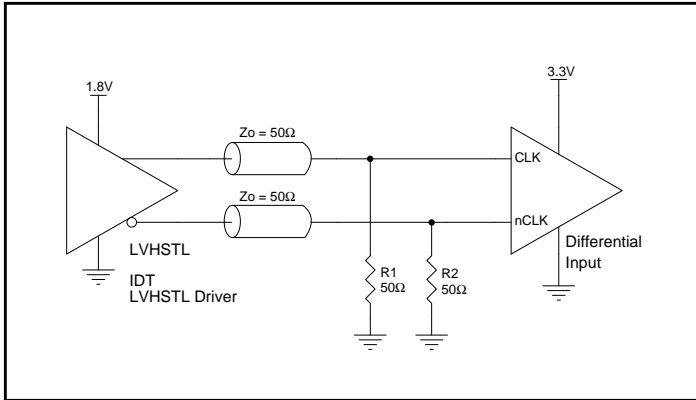 1.8V
3.3V
Zo = 50Ω
Zo = 50Ω
CLK
nCLK
LVHSTL
IDT
LVHSTL Driver
R1
50Ω
R2
50Ω
Differential
Input